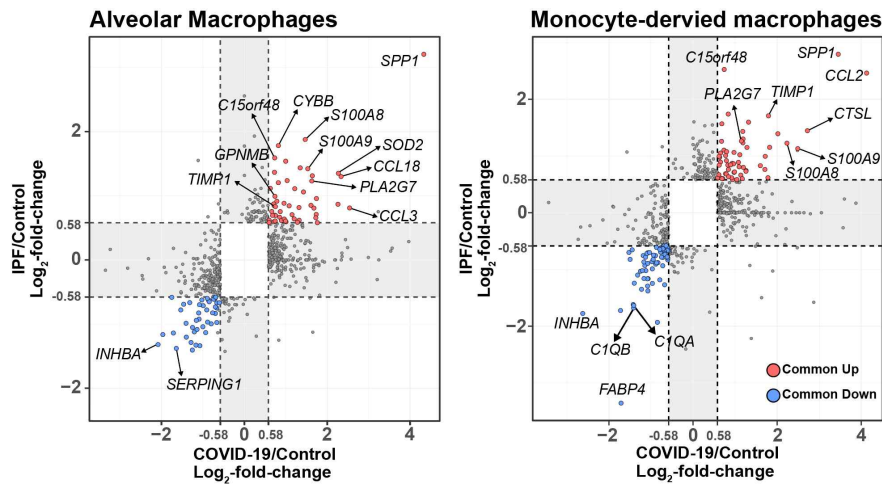 Alveolar Macrophages
IPF/Control
Log2-fold-change
2
0.58
0
-0.58
−2
SPP1
C15orf48
CYBB
S100A8
GPNMB
S100A9
SOD2
TIMP1
CCL18
PLA2G7
CCL3
INHBA
SERPING1
−2
-0.58
0
0.58
2
4
COVID-19/Control
Log2-fold-change
Monocyte-dervied macrophages
IPF/Control
Log2-fold-change
2
0.58
0
-0.58
−2
C15orf48
SPP1
CCL2
PLA2G7
TIMP1
CTSL
S100A9
S100A8
INHBA
C1QB
C1QA
FABP4
Common Up
Common Down
−2
-0.58
0
0.58
2
4
COVID-19/Control
Log2-fold-change